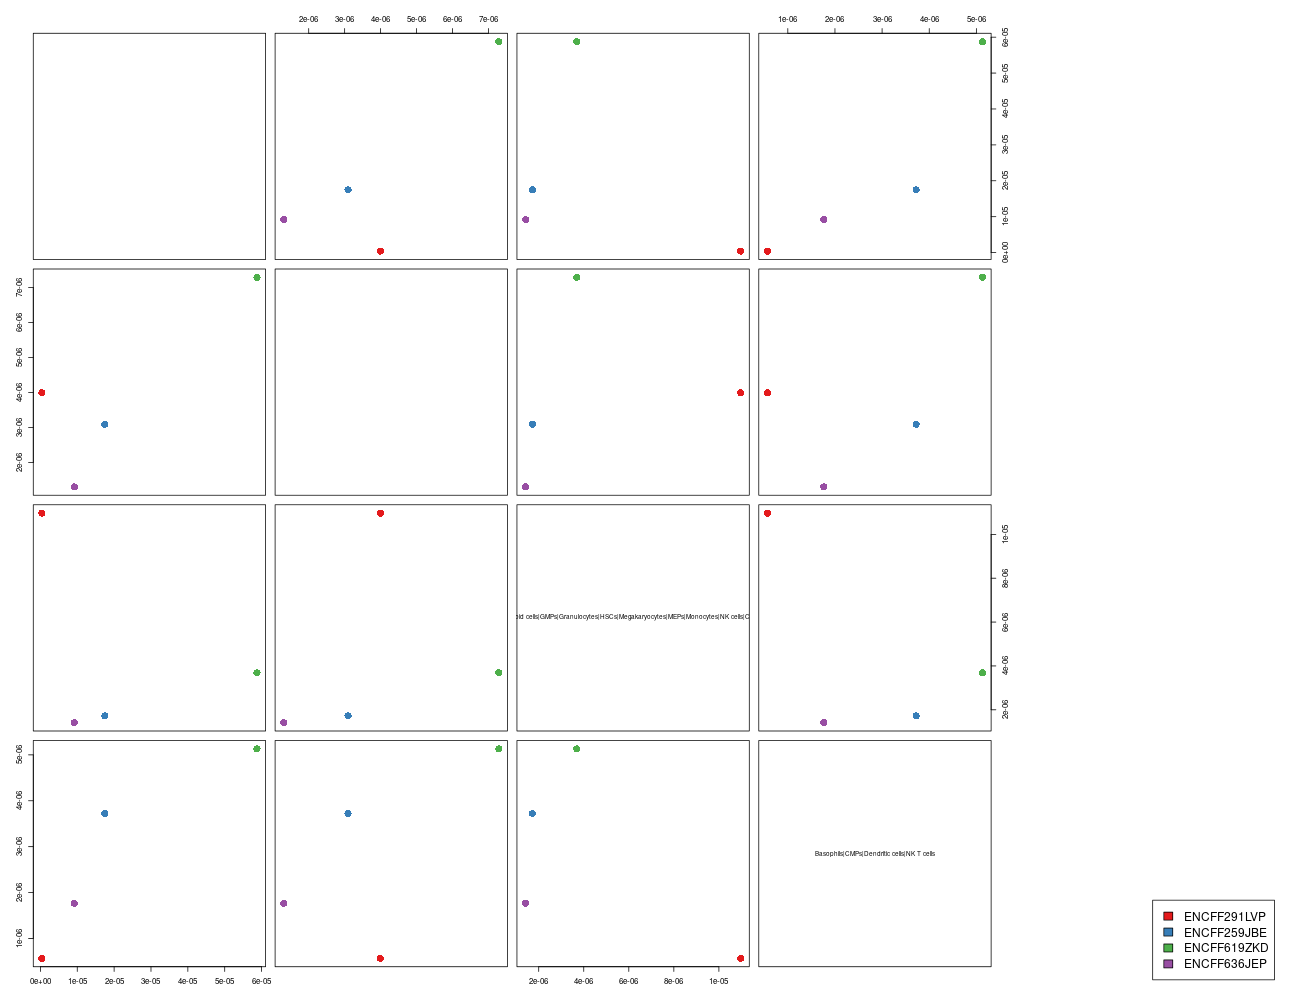 2e-06 3e-06 4e-06 5e-06 6e-06 7e-06
1e-06 2e-06 3e-06 4e-06 5e-06
0e+00 1e-05 2e-05 3e-05 4e-05 5e-05 6e-05
2e-06 3e-06 4e-06 5e-06 6e-06 7e-06
cells|GMPs|Granulocytes|HSCs|Megakaryocytes|MEPs|Monocytes|NK cells|
2e-06 4e-06 6e-06 8e-06 1e-05
1e-06 2e-06 3e-06 4e-06 5e-06
Basophils|CMPs|Dendritic cells|NK T cells
0e+00 1e-05 2e-05 3e-05 4e-05 5e-05 6e-05
2e-06 4e-06 6e-06 8e-06 1e-05
ENCFF291LVP
ENCFF259JBE
ENCFF619ZKD
ENCFF636JEP